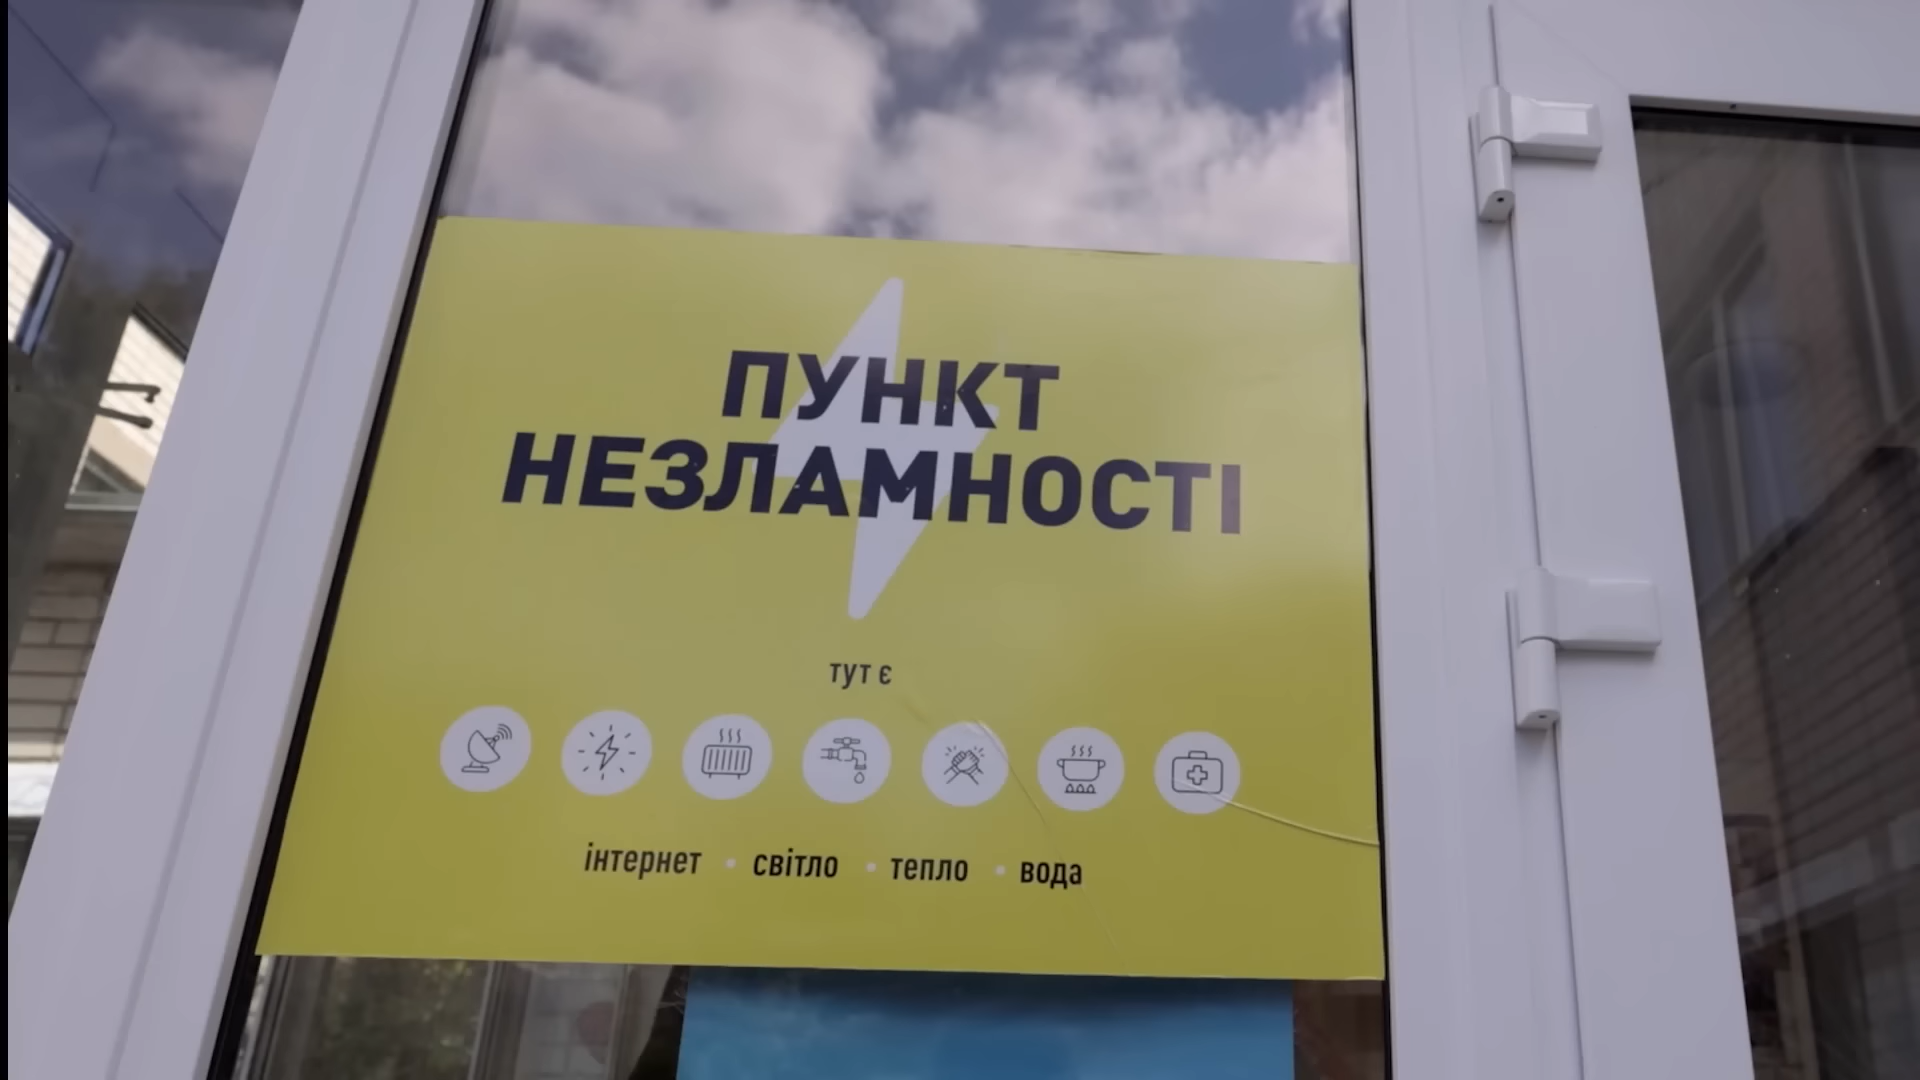 ПУНКТ
НЕЗЛАМНОСТІ
тут є
інтернет • світло • тепло • вода